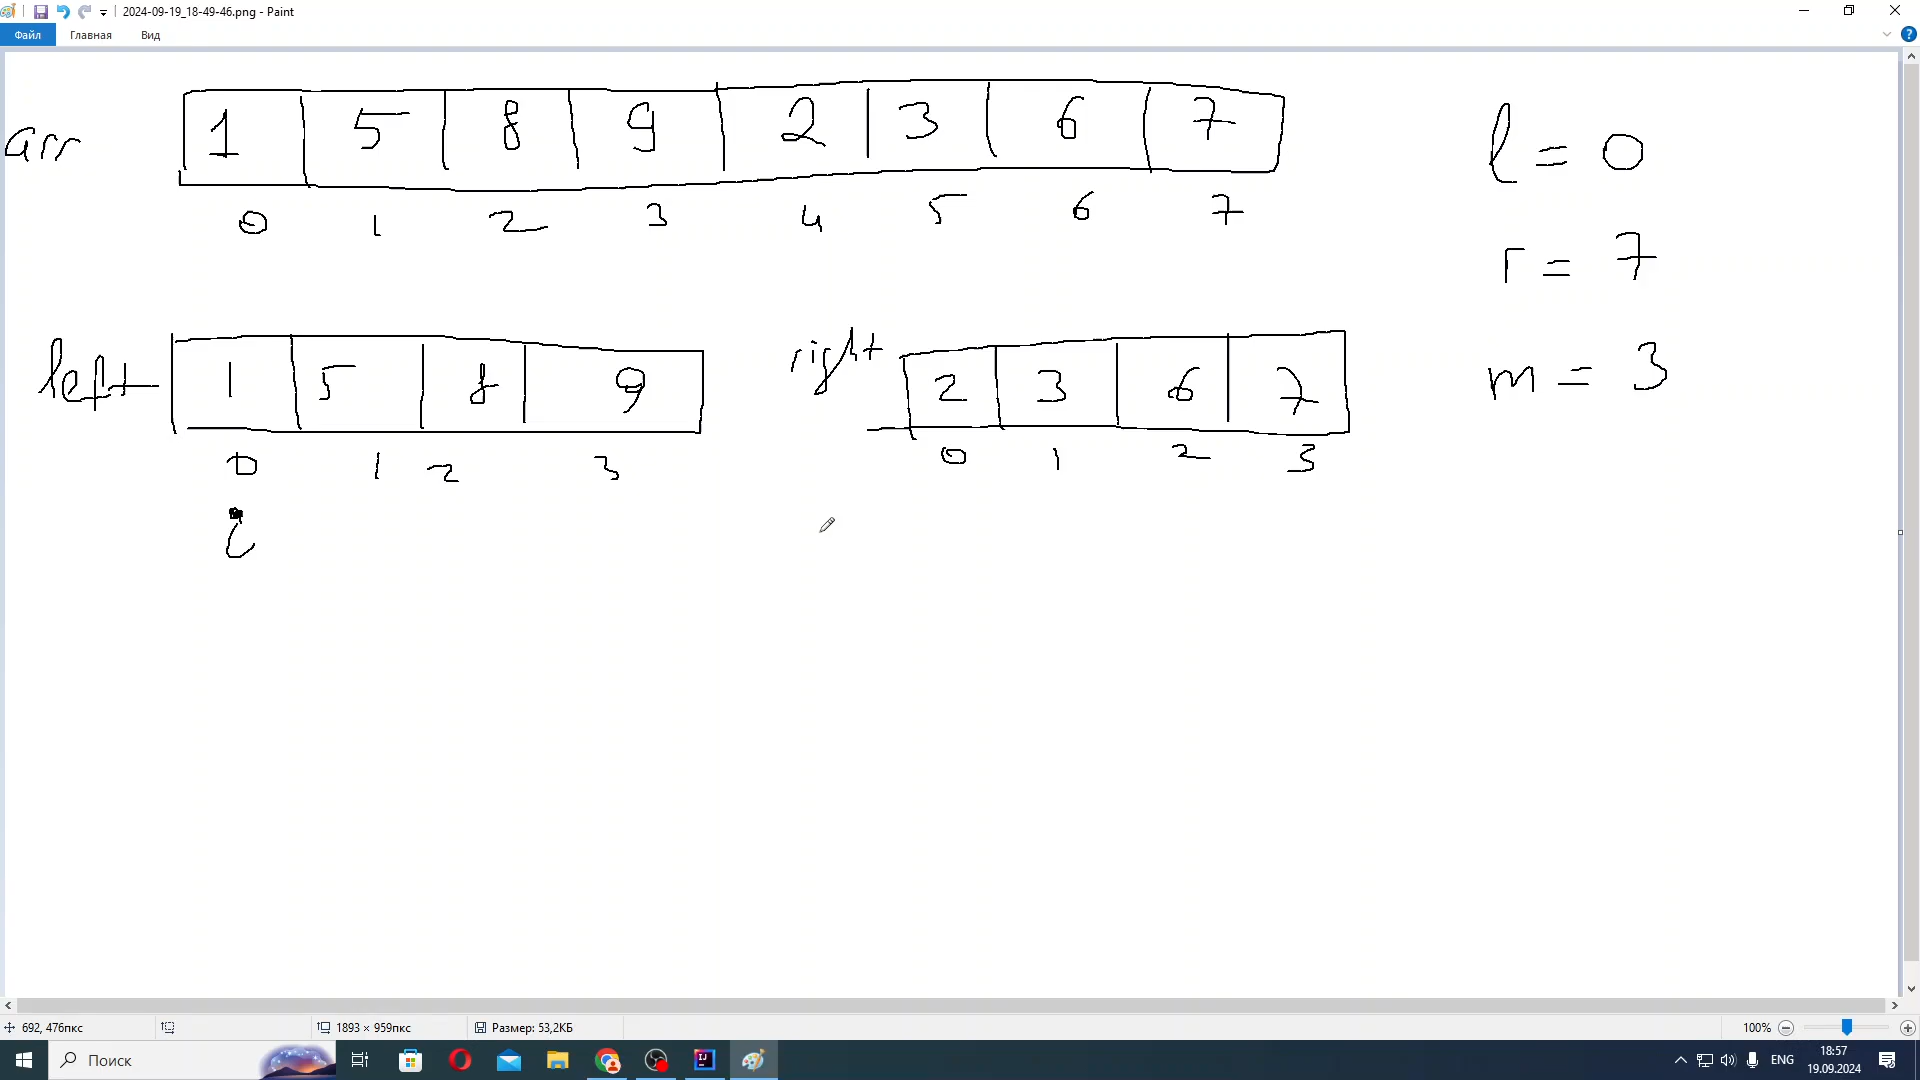 2024-09-19_18-49-46.png - Paint
Файл Главная Вид
arr 1 5 8 9 2 3 6 7
0 1 2 3 4 5 6 7
l = 0
r = 7
left 1 5 8 9
0 1 2 3
i
right 2 3 6 7
0 1 2 3
m = 3
692, 476пкс 1893 × 959пкс Размер: 53,2КБ 100%
Поиск ENG 18:57
19.09.2024